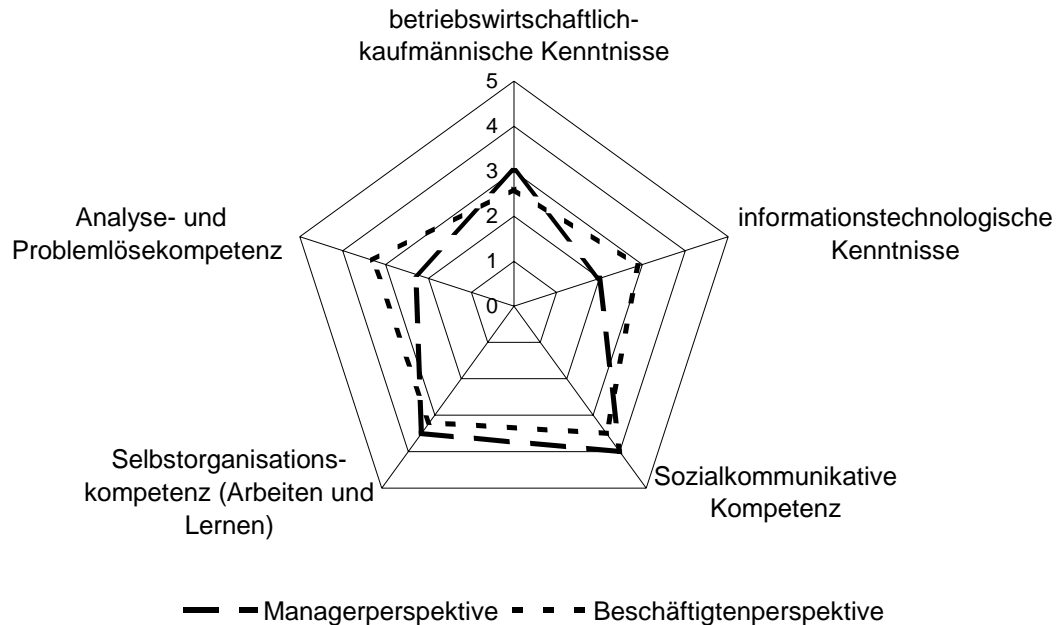 betriebswirtschaftlich-
kaufmännische Kenntnisse
5
4
3
2
1
0
informationstechnologische
Kenntnisse
Sozialkommunikative
Kompetenz
Selbstorganisations-
kompetenz (Arbeiten und
Lernen)
Analyse- und
Problemlösekompetenz
Managerperspektive Beschäftigtenperspektive